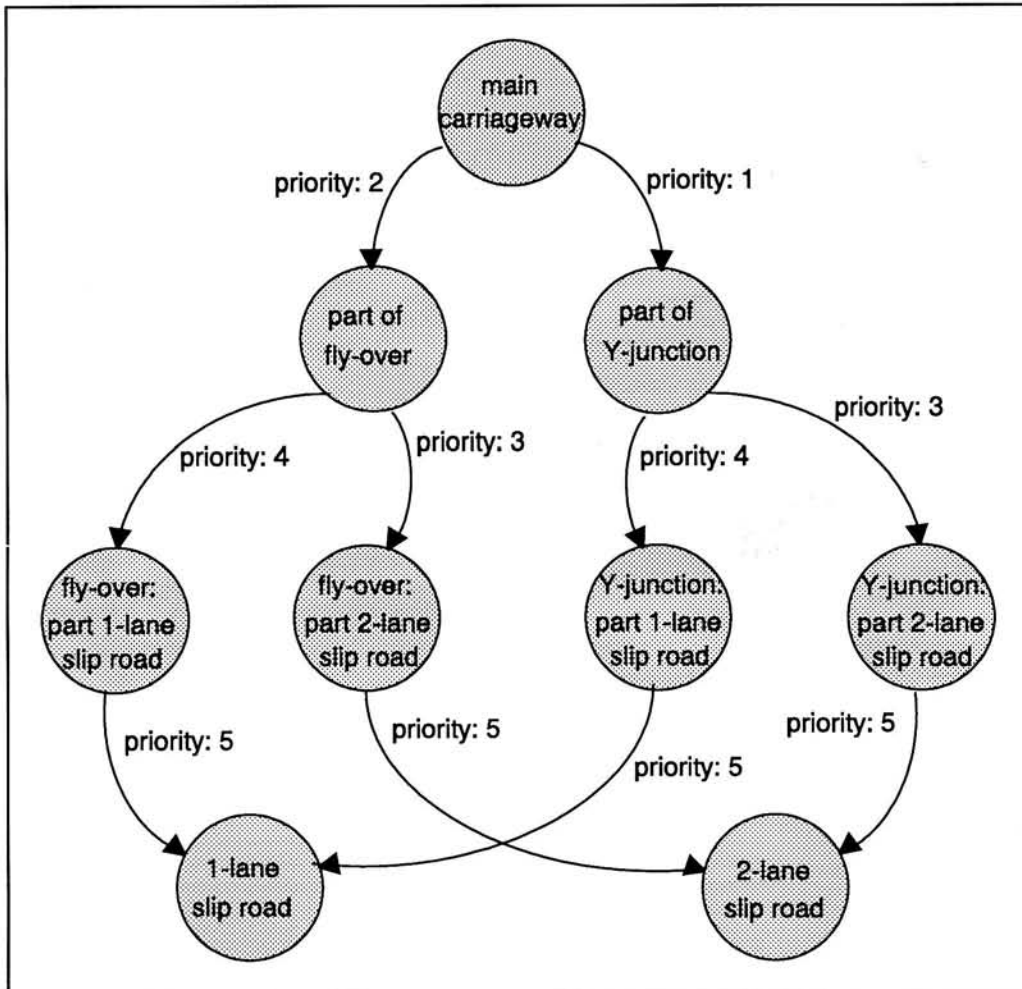 main
carriageway
priority: 2
priority: 1
part of
fly-over
part of
Y-junction
priority: 4
priority: 3
priority: 4
priority: 3
fly-over:
part 1-lane
slip road
fly-over:
part 2-lane
slip road
Y-junction:
part 1-lane
slip road
Y-junction:
part 2-lane
slip road
priority: 5
priority: 5
priority: 5
priority: 5
1-lane
slip road
2-lane
slip road